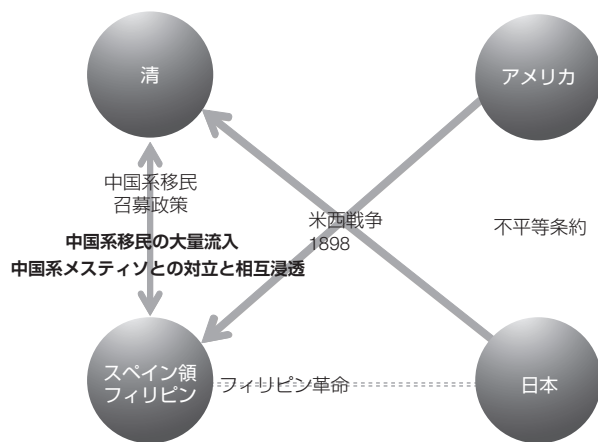 清
アメリカ
中国系移民
召募政策
米西戦争
1898
不平等条約
中国系移民の大量流入
中国系メスティソとの対立と相互浸透
スペイン領
フィリピン
フィリピン革命
日本